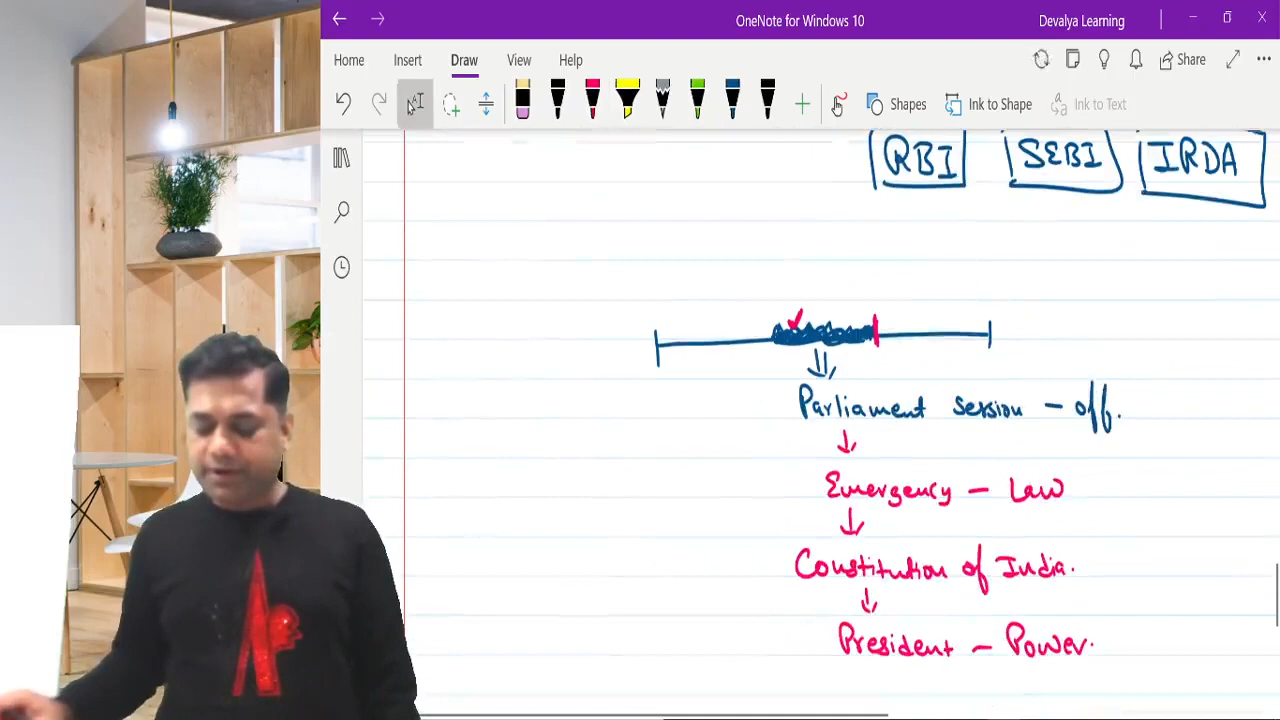 OneNote for Windows 10
Devalya Learning
Home Insert Draw View Help
Share
Shapes
Ink to Shape
Ink to Text
RBI SEBI IRDA
Parliament session - off.
Emergency - Law
Constitution of India.
President - Power.